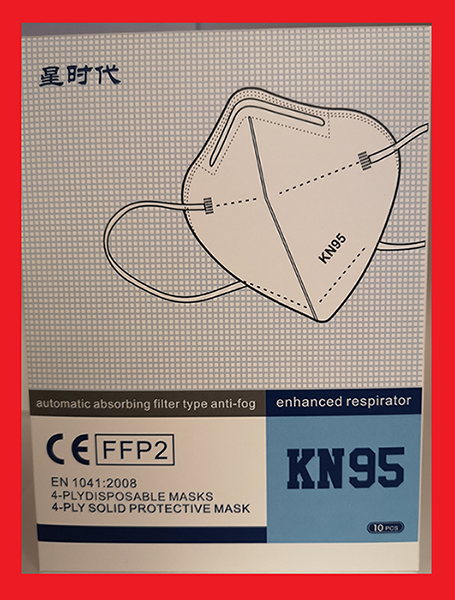 星时代
KN95
automatic absorbing filter type anti-fog
enhanced respirator
CE FFP2
EN 1041:2008
4-PLYDISPOSABLE MASKS
4-PLY SOLID PROTECTIVE MASK
KN95
10 PCS